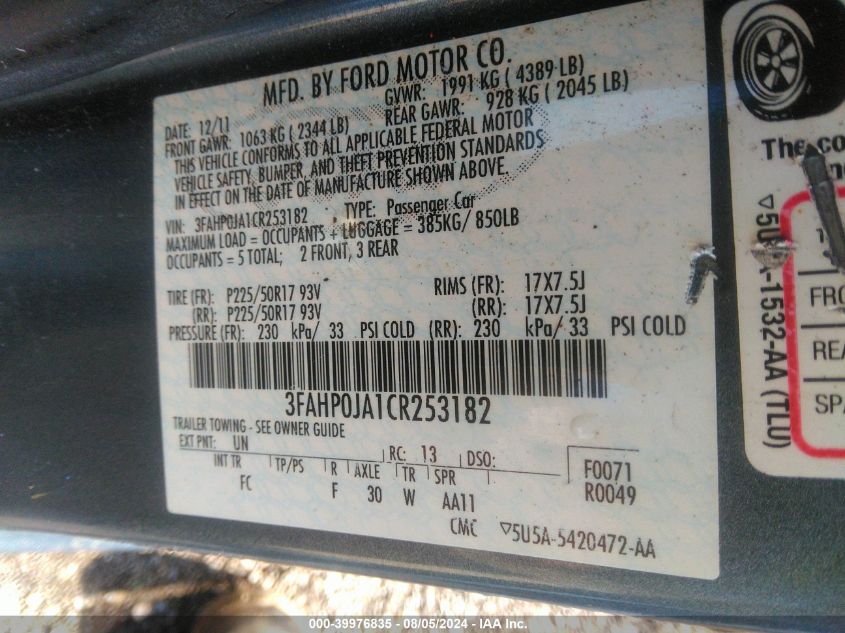 MFD. BY FORD MOTOR CO.
DATE: 12/11 GVWR: 1991 KG ( 4389 LB)
FRONT GAWR: 1063 KG ( 2344 LB) REAR GAWR: 928 KG ( 2045 LB)
THIS VEHICLE CONFORMS TO ALL APPLICABLE FEDERAL MOTOR
VEHICLE SAFETY, BUMPER, AND THEFT PREVENTION STANDARDS
IN EFFECT ON THE DATE OF MANUFACTURE SHOWN ABOVE.
VIN: 3FAHP0JA1CR253182 TYPE: Passenger Car
MAXIMUM LOAD = OCCUPANTS + LUGGAGE = 385KG/ 850LB
OCCUPANTS = 5 TOTAL; 2 FRONT, 3 REAR
TIRE (FR): P225/50R17 93V RIMS (FR): 17X7.5J
(RR): P225/50R17 93V (RR): 17X7.5J
PRESSURE (FR): 230 kPa/ 33 PSI COLD (RR): 230 kPa/ 33 PSI COLD
3FAHP0JA1CR253182
TRAILER TOWING - SEE OWNER GUIDE
EXT PNT: UN RC: 13 DSO:
INT TR TP/PS R AXLE TR SPR F0071
FC F 30 W AA11 R0049
CMC ▽5U5A-5420472-AA
The
▽5U5A-1532-AA (TLU)
000-39976835 - 08/05/2024 - IAA Inc.